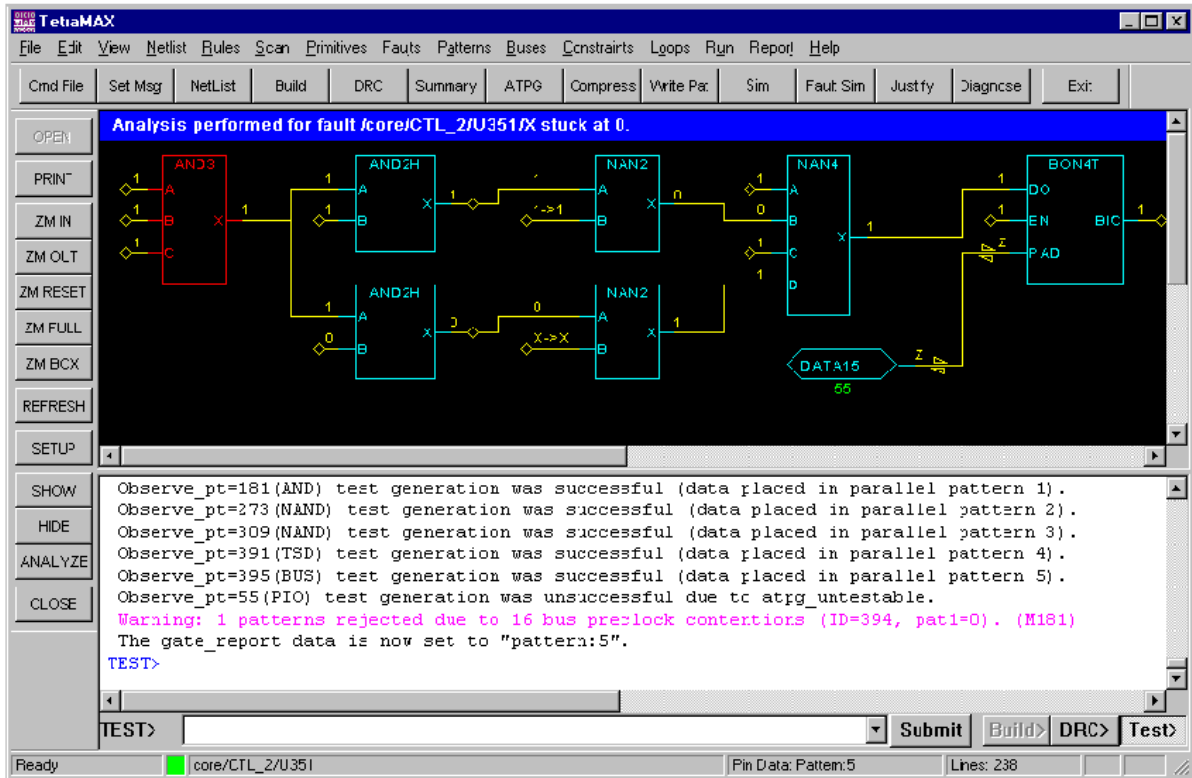 TetraMAX
File Edit View Netlist Rules Scan Primitives Faults Patterns Buses Constraints Loops Run Report Help
Cmd File Set Msg NetList Build DRC Summary ATPG Compress Write Pat Sim Fault Sim Justify Diagnose Exit
OPEN
PRINT
ZM IN
ZM OUT
ZM RESET
ZM FULL
ZM BOX
REFRESH
SETUP
SHOW
HIDE
ANALYZE
CLOSE
Analysis performed for fault /core/CTL_2/U351/X stuck at 0.
AND3 AND2H NAN2 NAN4 BON4T
1 A 1 A 1 A 1 A 1 DO
1 B X 1 1 B X 1 1->1 B X 0 0 B X 1 1 EN BIC 1
1 C 1 C Z PAD
1 D
AND2H NAN2
1 A 0 A
0 B X X->X B X 1
DATA15 Z
55
Observe_pt=181(AND) test generation was successful (data placed in parallel pattern 1).
Observe_pt=273(NAND) test generation was successful (data placed in parallel pattern 2).
Observe_pt=309(NAND) test generation was successful (data placed in parallel pattern 3).
Observe_pt=391(TSD) test generation was successful (data placed in parallel pattern 4).
Observe_pt=395(BUS) test generation was successful (data placed in parallel pattern 5).
Observe_pt=55(PIO) test generation was unsuccessful due to atpg_untestable.
Warning: 1 patterns rejected due to 16 bus preclock contentions (ID=394, pat1=0). (M181)
The gate_report data is now set to "pattern:5".
TEST>
TEST> Submit Build> DRC> Test>
Ready core/CTL_2/U351 Pin Data: Pattern:5 Lines: 238